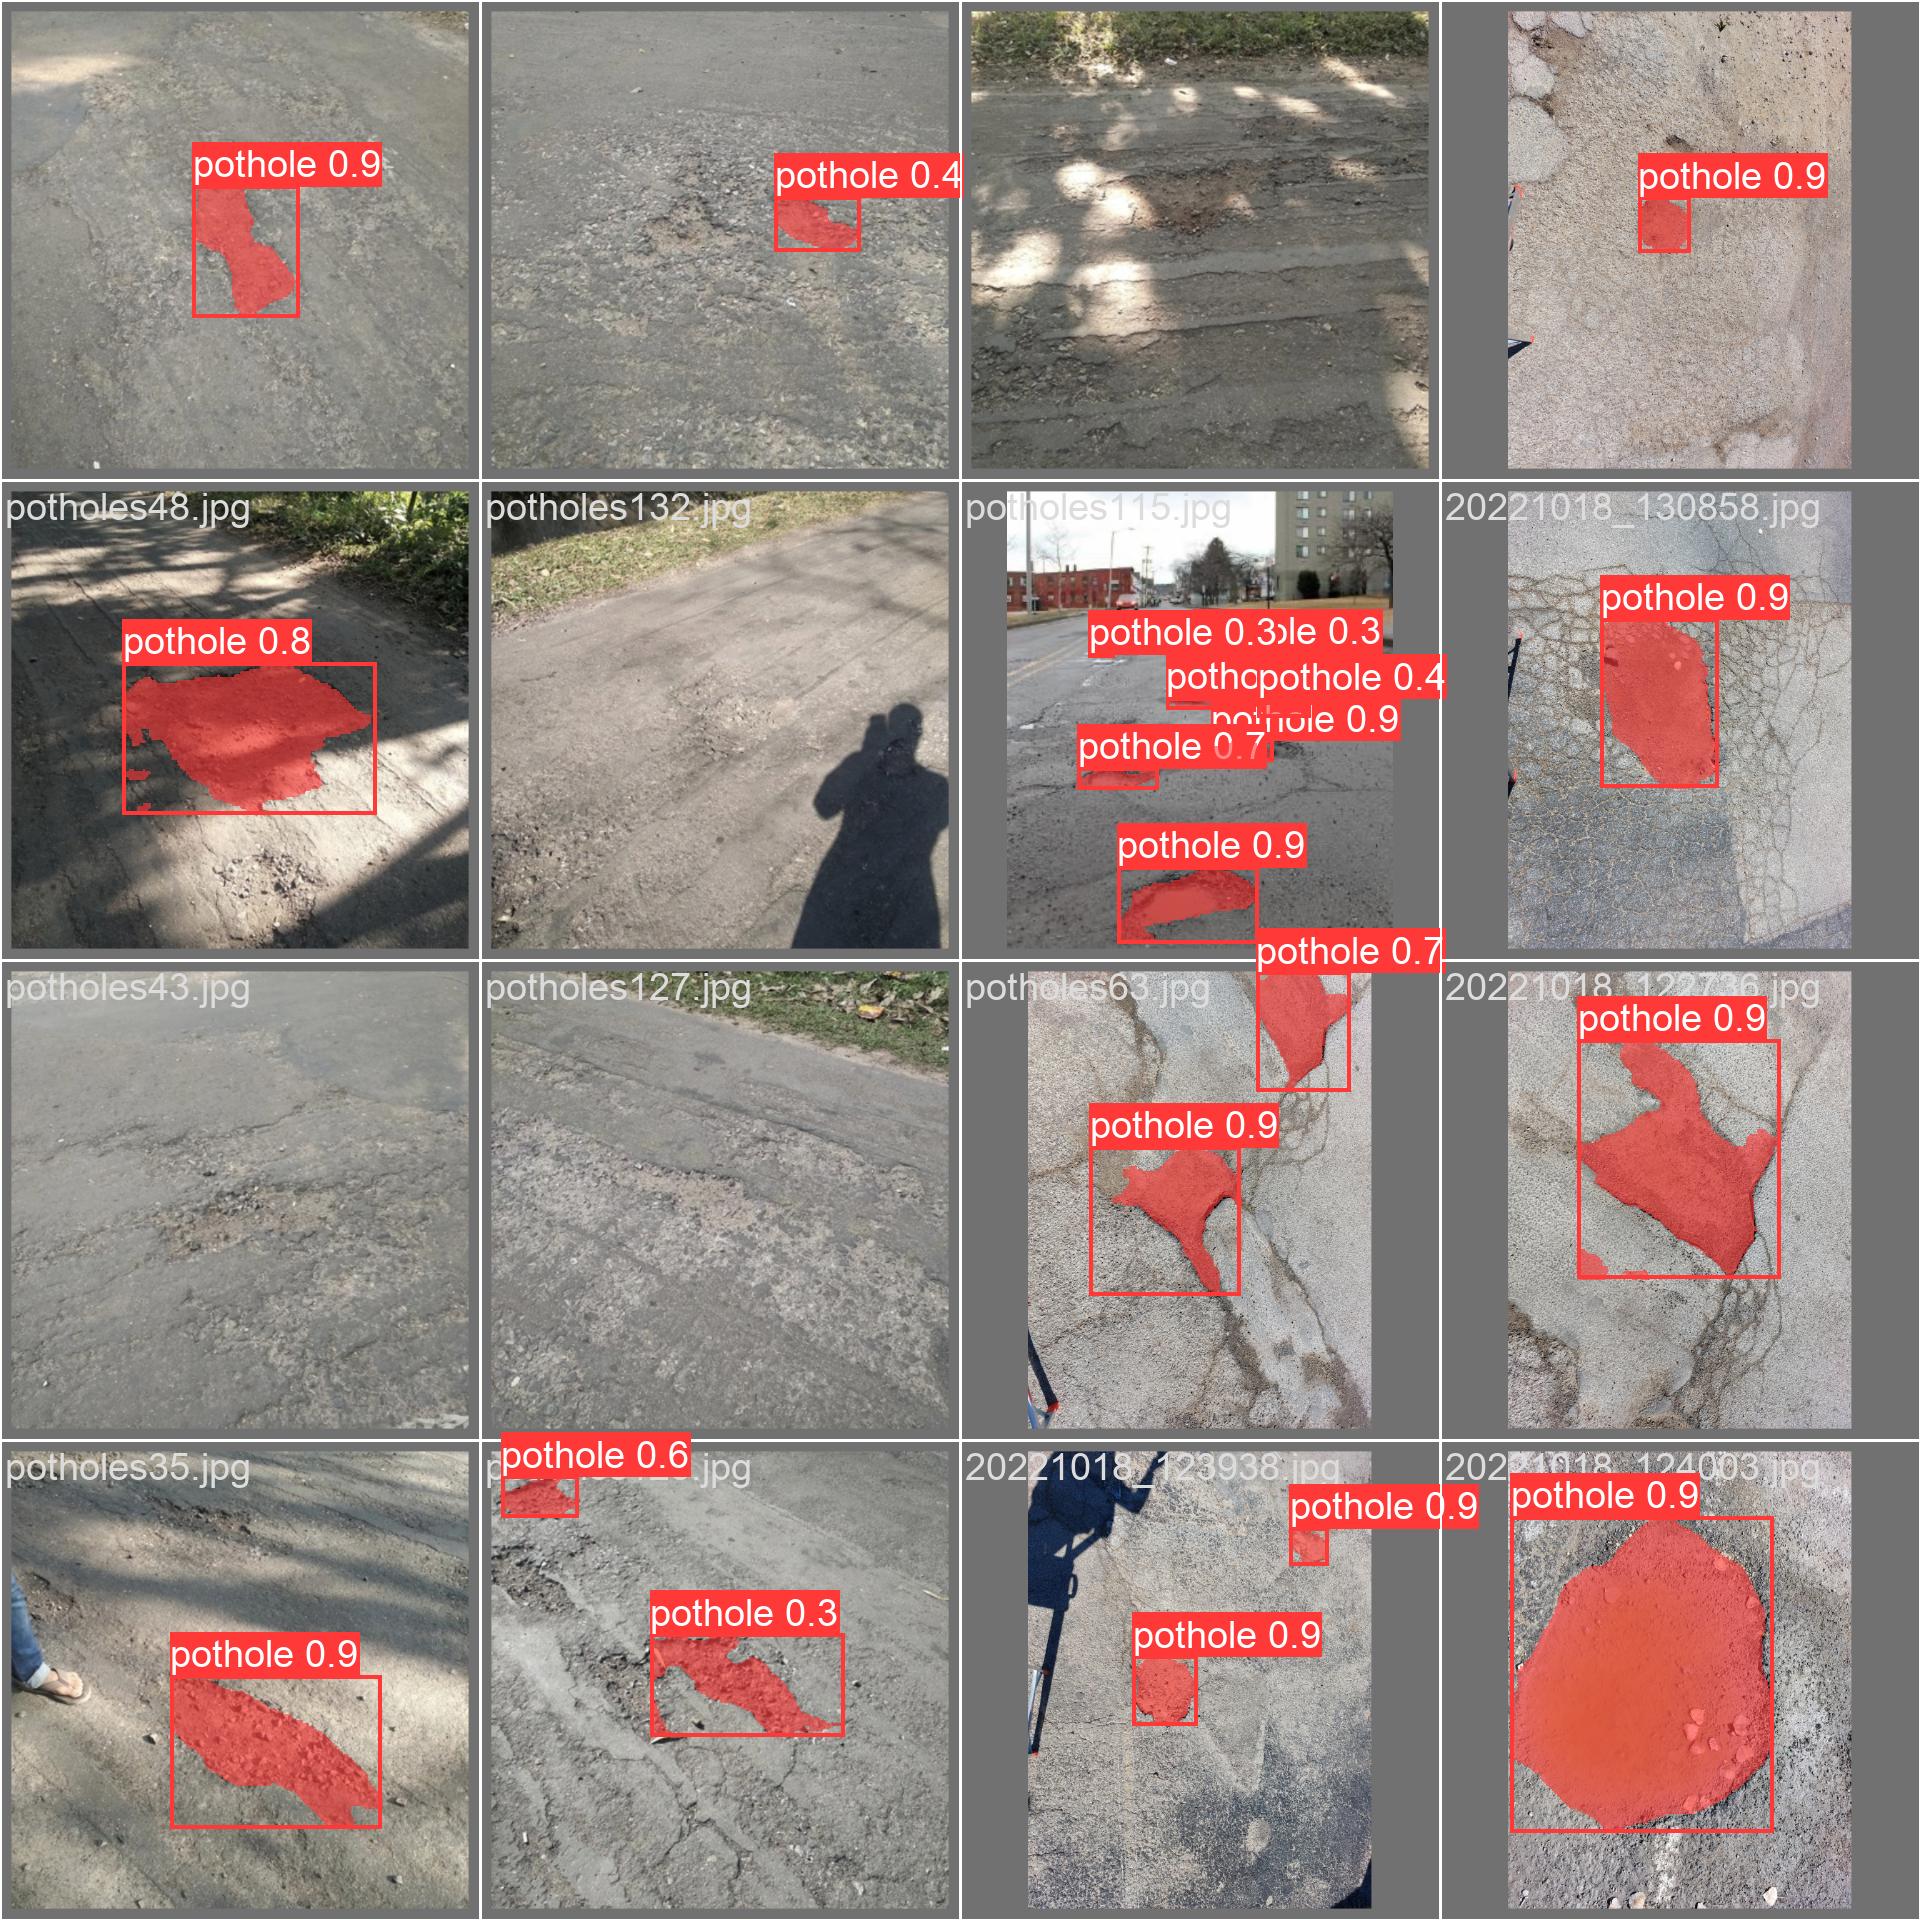 pothole 0.9
pothole 0.4
pothole 0.9
potholes48.jpg
potholes132.jpg
potholes115.jpg
20221018_130858.jpg
pothole 0.8
pothole 0.3
0.3
pothole 0.4
0.9
pothole 0.7
pothole 0.9
pothole 0.9
potholes43.jpg
potholes127.jpg
potholes63.jpg
20221018_122736.jpg
pothole 0.7
pothole 0.9
pothole 0.9
potholes35.jpg
20221018_123938.jpg
20221018_124003.jpg
pothole 0.9
pothole 0.6
pothole 0.3
pothole 0.9
pothole 0.9
pothole 0.9